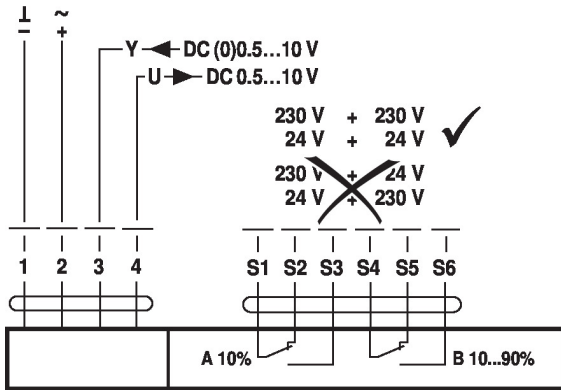 ⊥ ~
− +
Y DC (0)0.5...10 V
U DC 0.5...10 V
230 V + 230 V
24 V + 24 V
230 V + 24 V
24 V + 230 V
1 2 3 4 S1 S2 S3 S4 S5 S6
A 10% B 10...90%